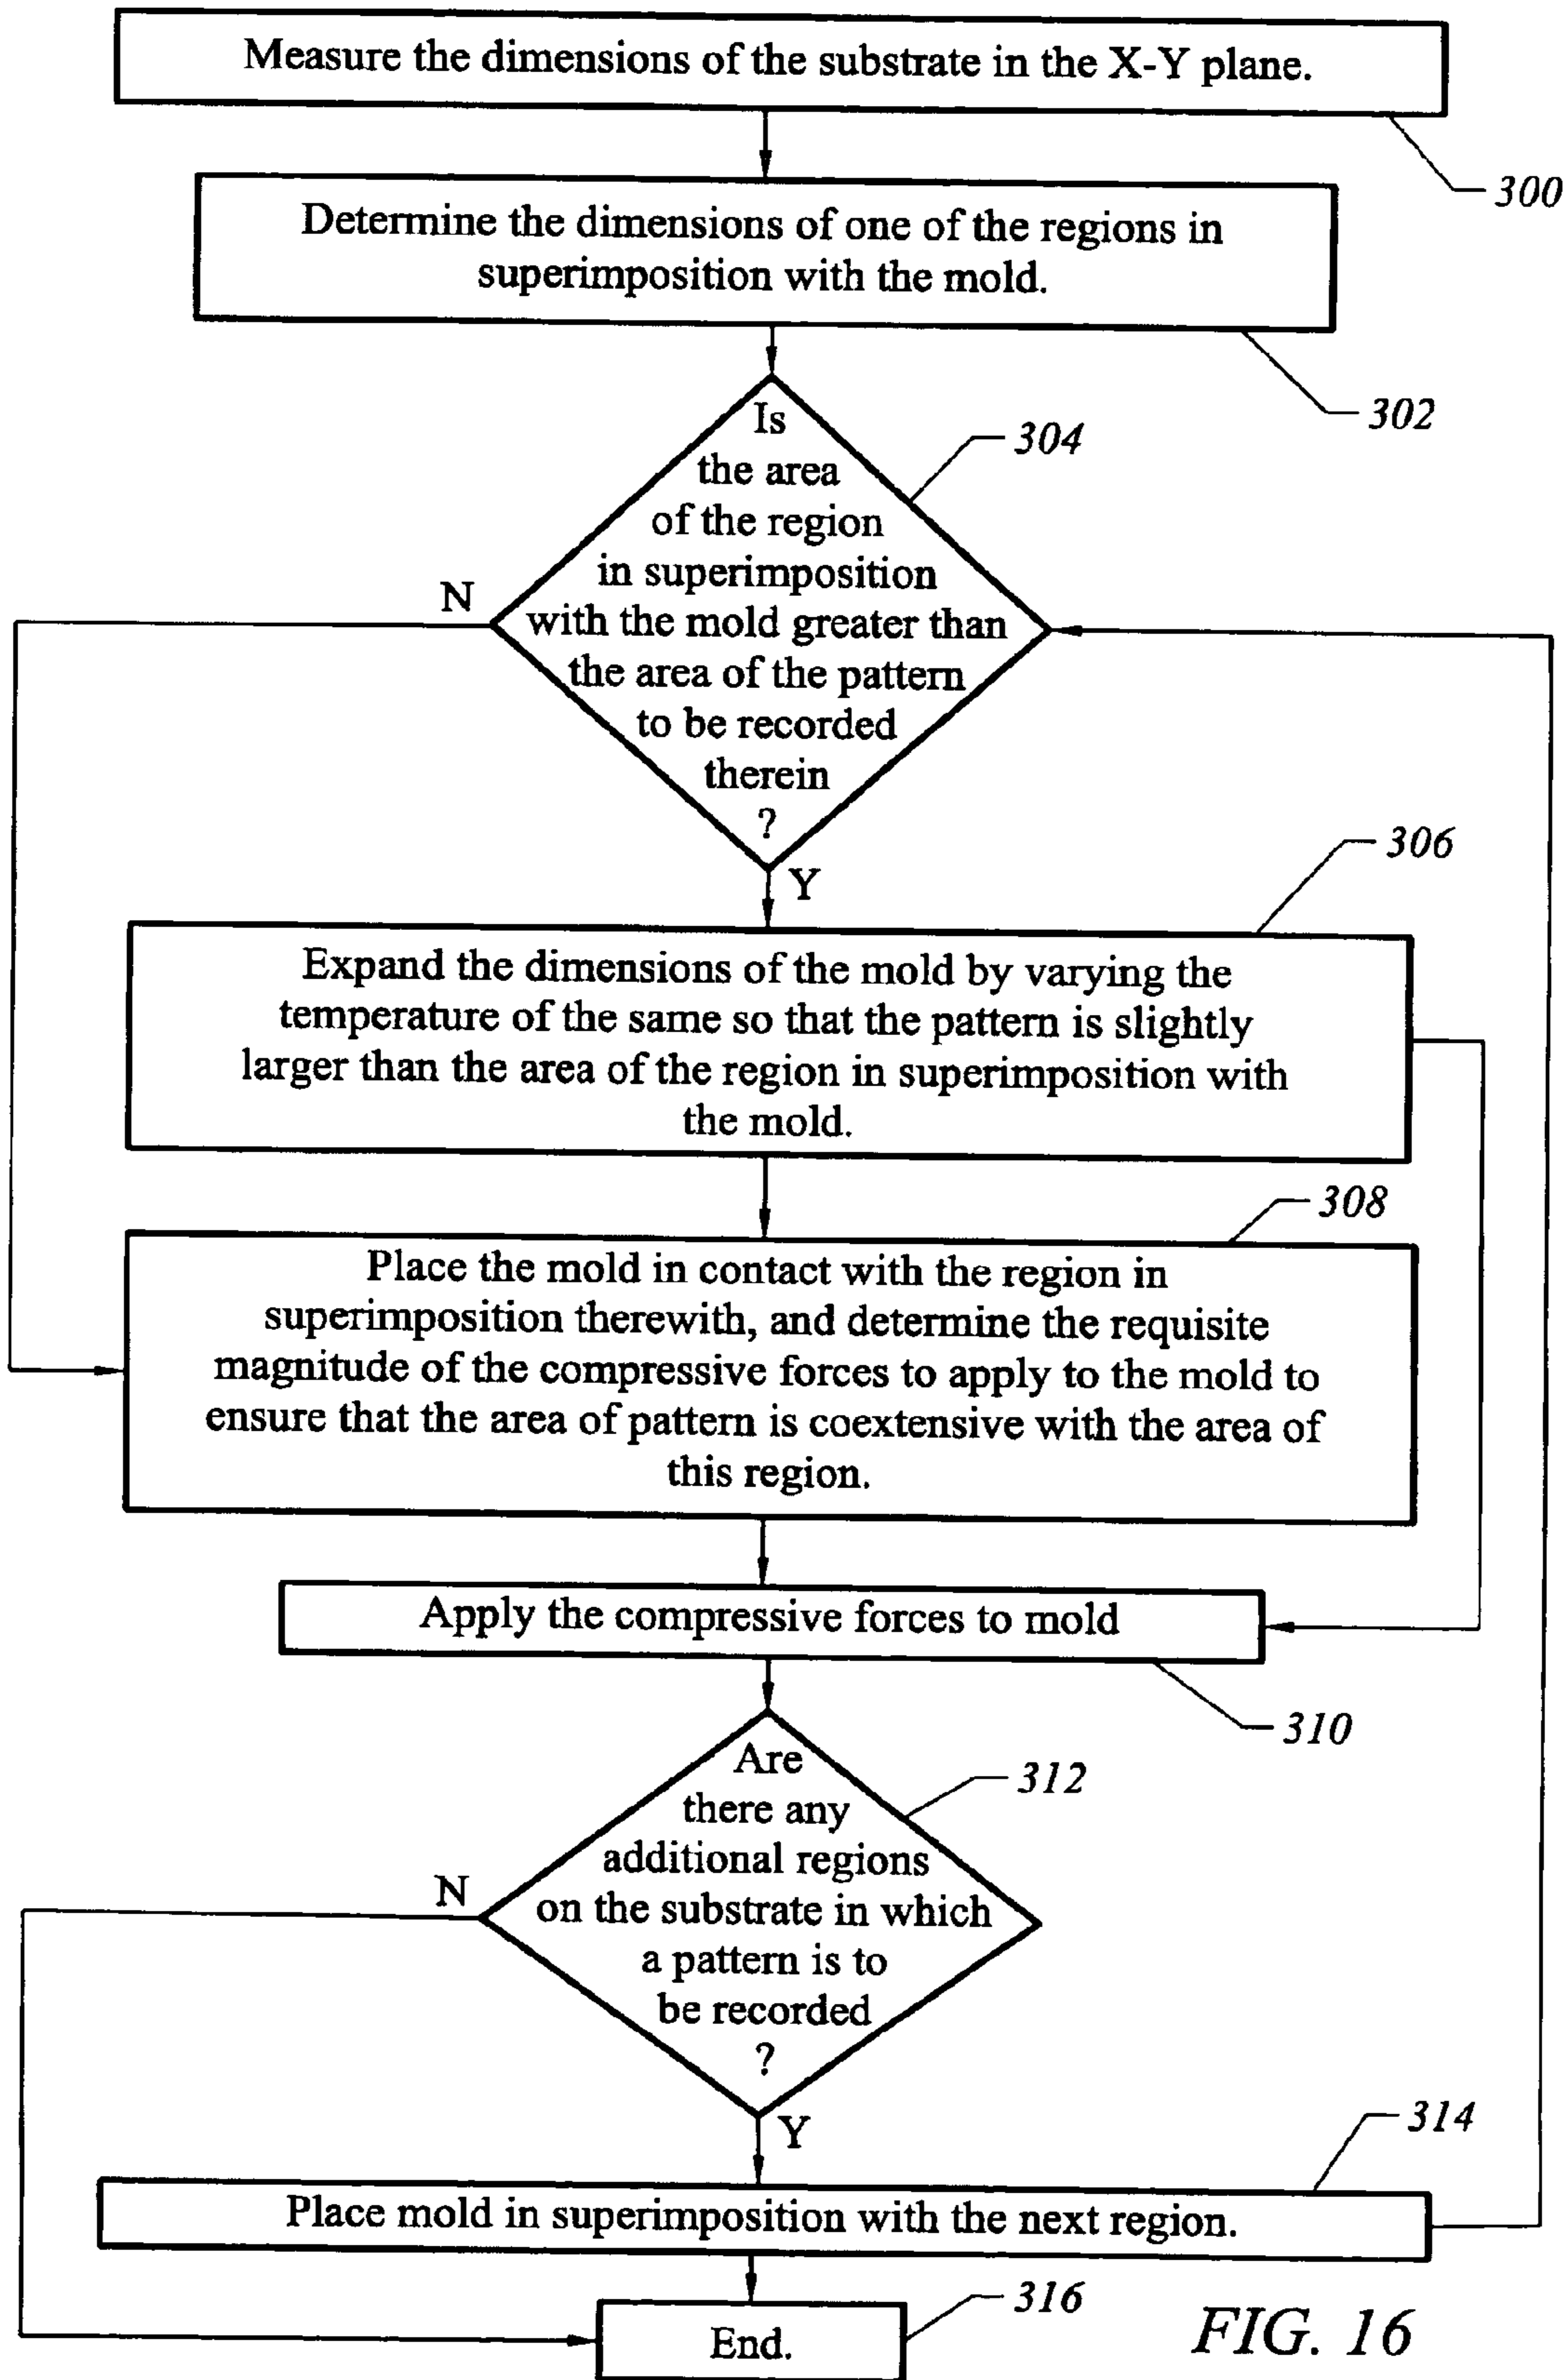 Measure the dimensions of the substrate in the X-Y plane.
300
Determine the dimensions of one of the regions in
superimposition with the mold.
302
Is
the area
of the region
in superimposition
with the mold greater than
the area of the pattern
to be recorded
therein
?
304
N
Y
306
Expand the dimensions of the mold by varying the
temperature of the same so that the pattern is slightly
larger than the area of the region in superimposition with
the mold.
308
Place the mold in contact with the region in
superimposition therewith, and determine the requisite
magnitude of the compressive forces to apply to the mold to
ensure that the area of pattern is coextensive with the area of
this region.
Apply the compressive forces to mold
310
Are
there any
additional regions
on the substrate in which
a pattern is to
be recorded
?
312
N
Y
314
Place mold in superimposition with the next region.
316
End.
FIG. 16